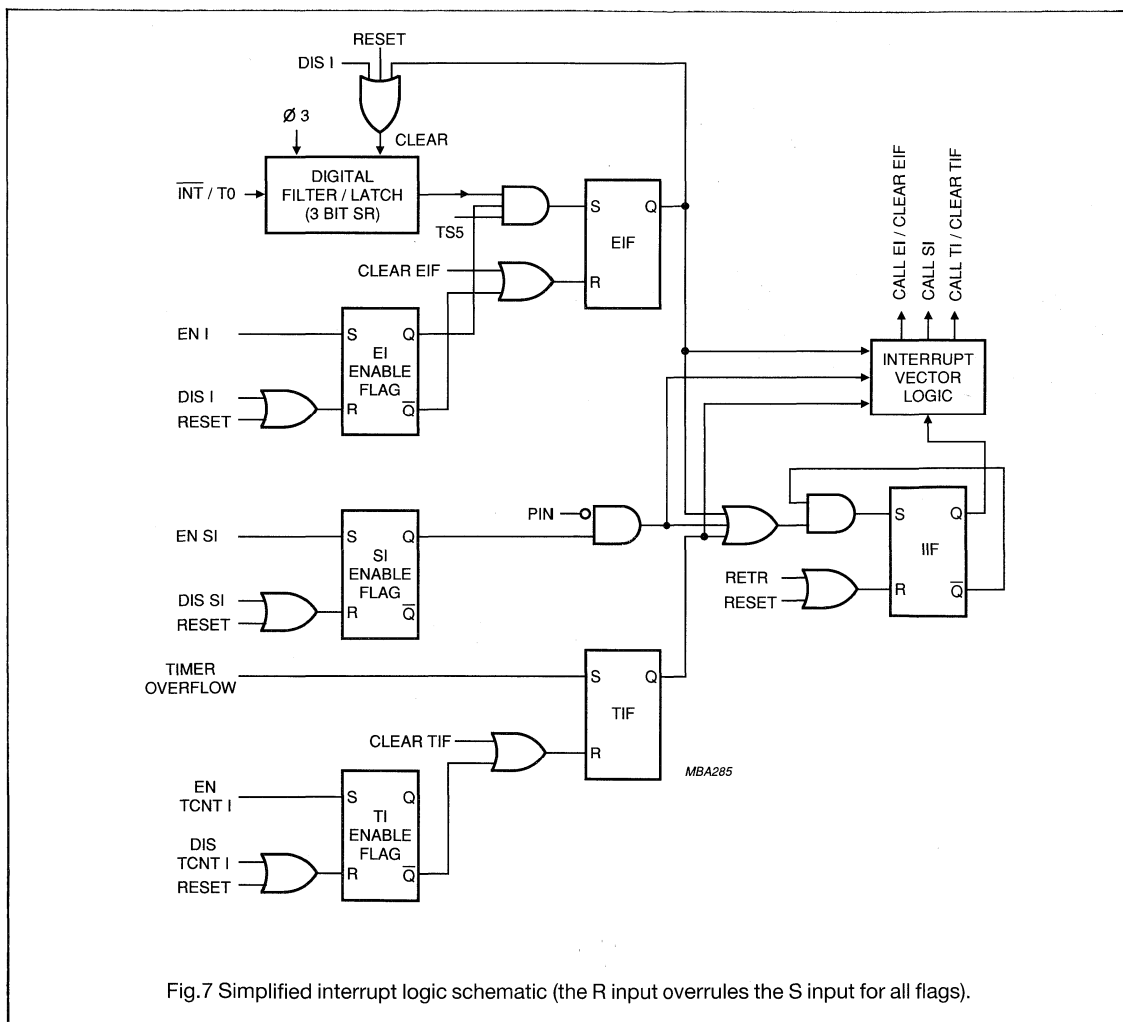 RESET
DIS I
Ø 3
CLEAR
DIGITAL
FILTER / LATCH
(3 BIT SR)
INT / T0
TS5
S Q
EIF
R
CLEAR EIF
CALL EI / CLEAR EIF
CALL SI
CALL TI / CLEAR TIF
EN I
S Q
EI
ENABLE
FLAG
R Q
DIS I
RESET
INTERRUPT
VECTOR
LOGIC
PIN
EN SI
S Q
SI
ENABLE
FLAG
R Q
DIS SI
RESET
S Q
IIF
R Q
RETR
RESET
TIMER
OVERFLOW
S Q
TIF
R
CLEAR TIF
MBA285
EN
TCNT I
S Q
TI
ENABLE
FLAG
R Q
DIS
TCNT I
RESET
Fig.7 Simplified interrupt logic schematic (the R input overrules the S input for all flags).